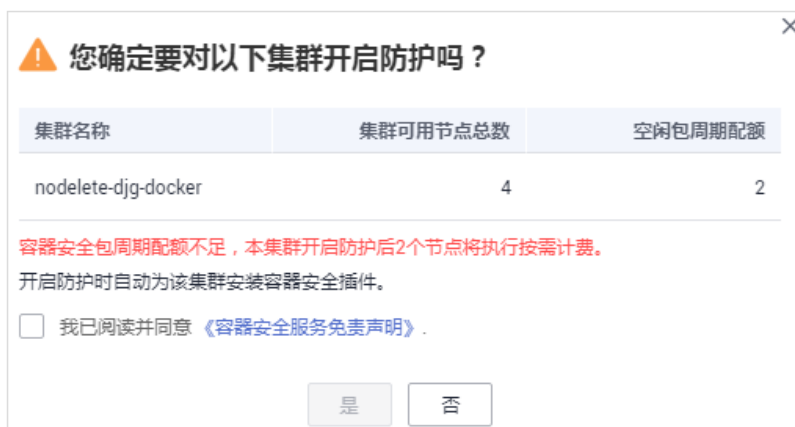 您确定要对以下集群开启防护吗？
集群名称 集群可用节点总数 空闲包周期配额
nodelete-djg-docker 4 2
容器安全包周期配额不足，本集群开启防护后2个节点将执行按需计费。
开启防护时自动为该集群安装容器安全插件。
我已阅读并同意 《容器安全服务免责声明》.
是 否